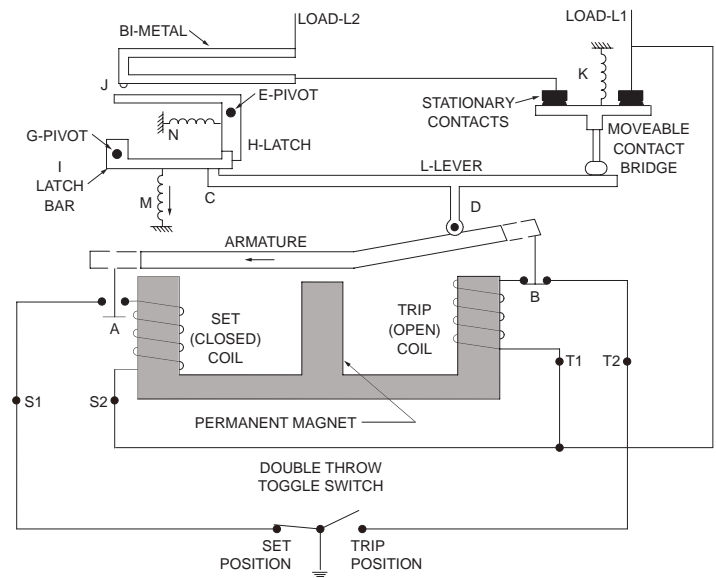 LOAD-L2
LOAD-L1
BI-METAL
K
J
E-PIVOT
STATIONARY
CONTACTS
N
G-PIVOT
H-LATCH
MOVEABLE
CONTACT
BRIDGE
I
LATCH
BAR
L-LEVER
M
C
D
ARMATURE
A
SET
(CLOSED)
COIL
TRIP
(OPEN)
COIL
B
T1
T2
S1
S2
PERMANENT MAGNET
DOUBLE THROW
TOGGLE SWITCH
SET
POSITION
TRIP
POSITION